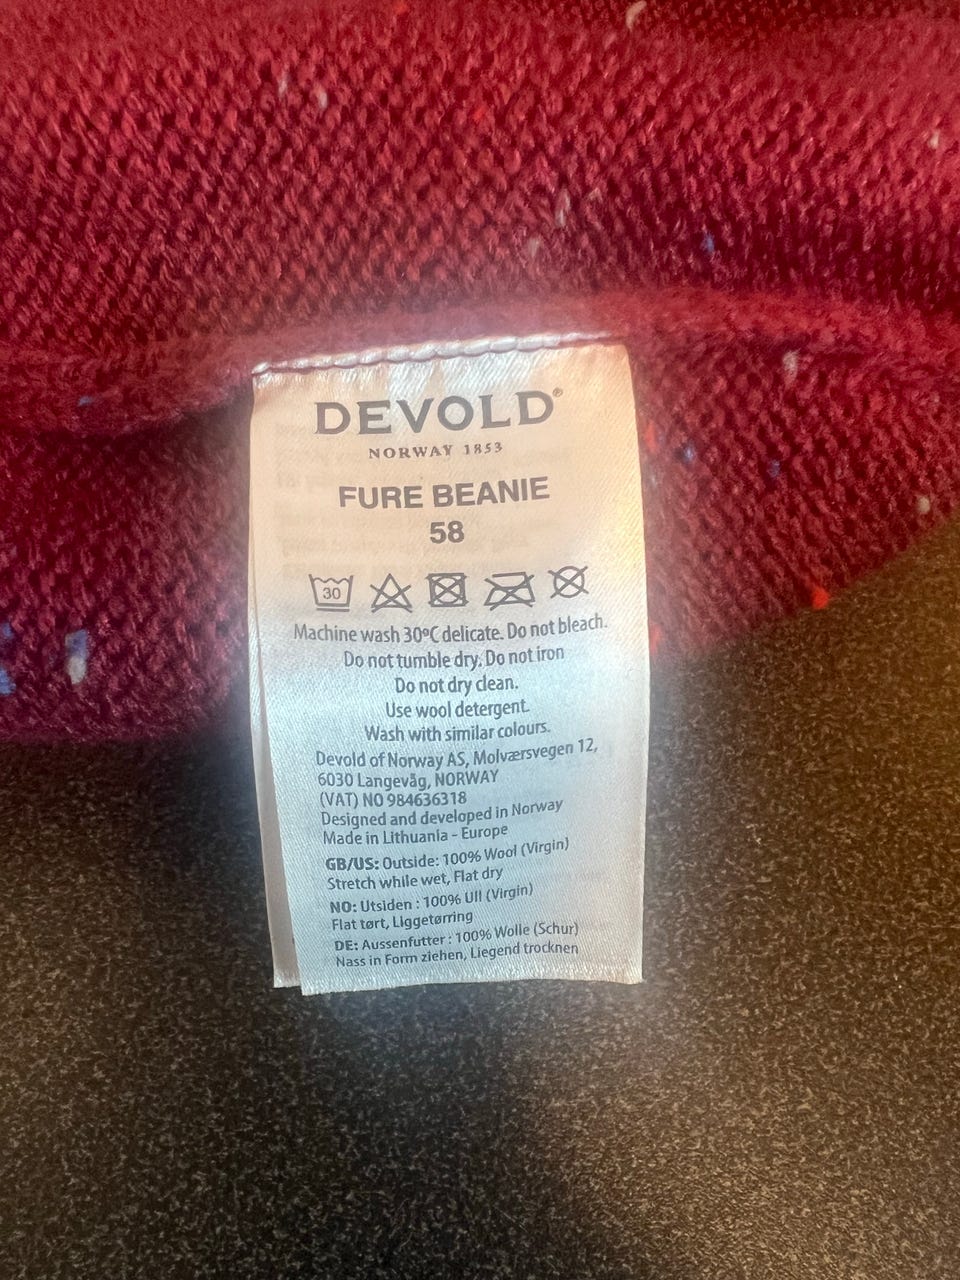 DEVOLD®
NORWAY 1853
FURE BEANIE
58
30
Machine wash 30ºC delicate. Do not bleach.
Do not tumble dry. Do not iron
Do not dry clean.
Use wool detergent.
Wash with similar colours.
Devold of Norway AS, Molværsvegen 12,
6030 Langevåg, NORWAY
(VAT) NO 984636318
Designed and developed in Norway
Made in Lithuania - Europe
GB/US: Outside: 100% Wool (Virgin)
Stretch while wet, Flat dry
NO: Utsiden : 100% Ull (Virgin)
Flat tørt, Liggetørring
DE: Aussenfutter : 100% Wolle (Schur)
Nass in Form ziehen, Liegend trocknen